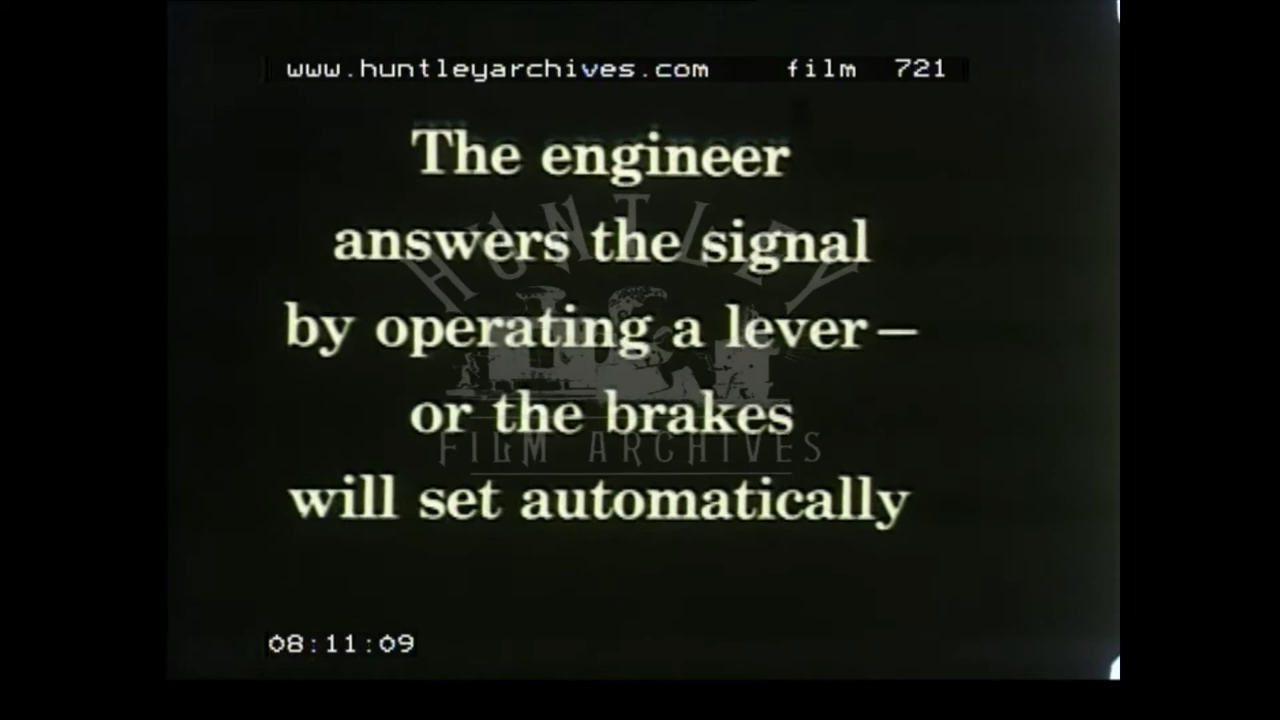 www.huntleyarchives.com film 721
The engineer
answers the signal
by operating a lever—
or the brakes
will set automatically
HUNTLEY
FILM ARCHIVES
08:11:09